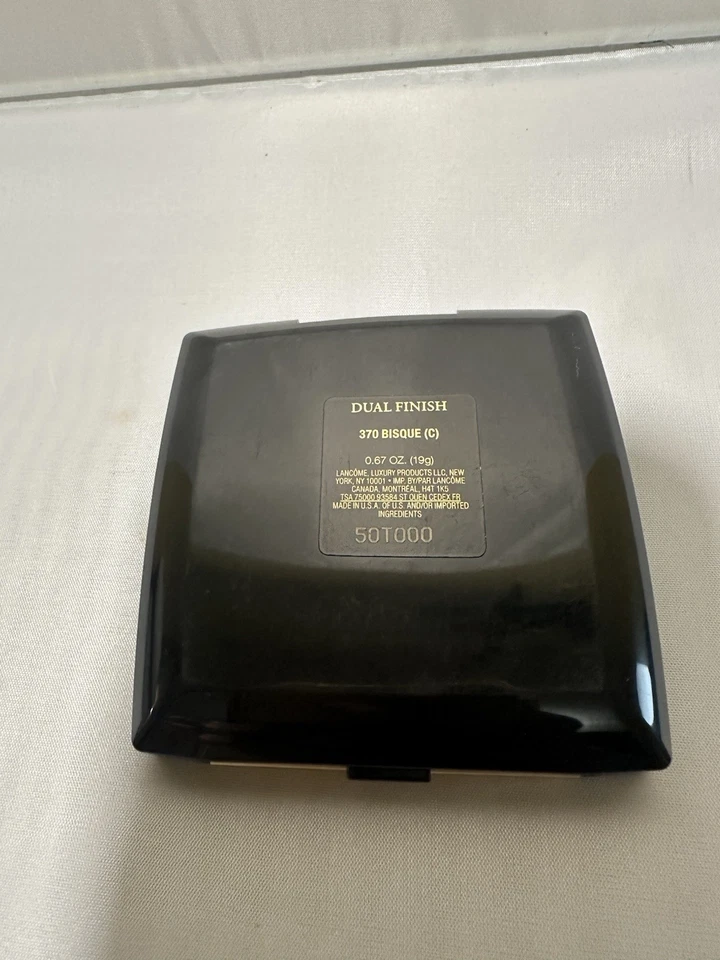 DUAL FINISH
370 BISQUE (C)
0.67 OZ. (19g)
LANCÔME, LUXURY PRODUCTS LLC, NEW
YORK, NY 10001 • IMP. BY/PAR LANCÔME
CANADA, MONTRÉAL, H4T 1K5
TSA 75000 93584 ST OUEN CEDEX FR
MADE IN U.S.A. OF U.S. AND/OR IMPORTED
INGREDIENTS
50T000